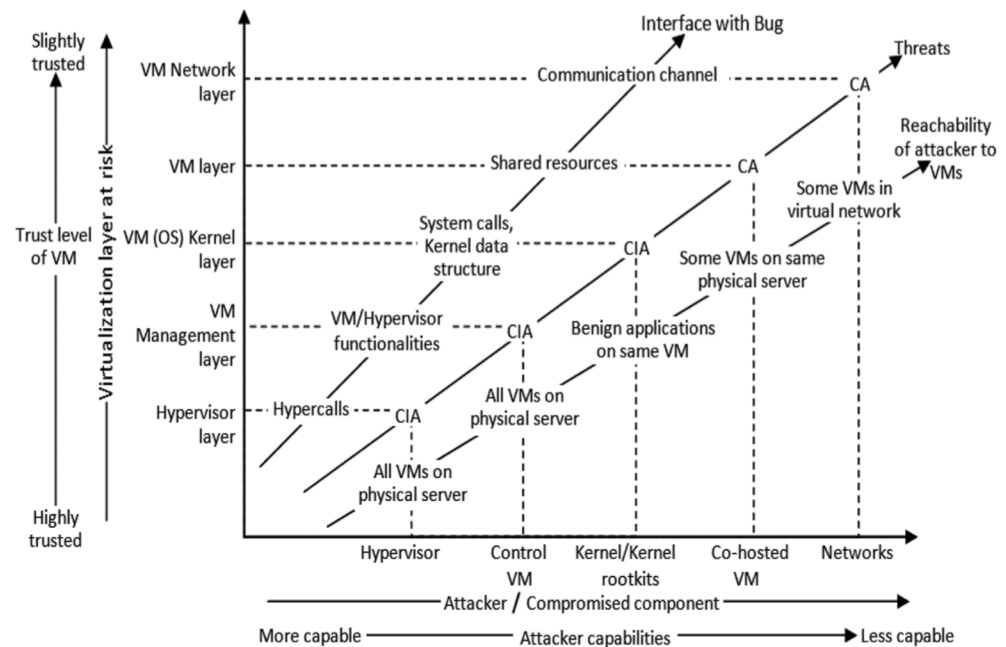 Interface with Bug
Slightly
trusted
Threats
VM Network
layer
Communication channel
CA
Reachability
of attacker to
VMs
VM layer
Shared resources
CA
Some VMs in
virtual network
Trust level
of VM
Virtualization layer at risk
VM (OS) Kernel
layer
System calls,
Kernel data
structure
CIA
Some VMs on same
physical server
VM
Management
layer
VM/Hypervisor
functionalities
CIA
Benign applications
on same VM
Hypervisor
layer
Hypercalls
CIA
All VMs on
physical server
All VMs on
physical server
Highly
trusted
Hypervisor
Control
VM
Kernel/Kernel
rootkits
Co-hosted
VM
Networks
Attacker / Compromised component
More capable
Attacker capabilities
Less capable